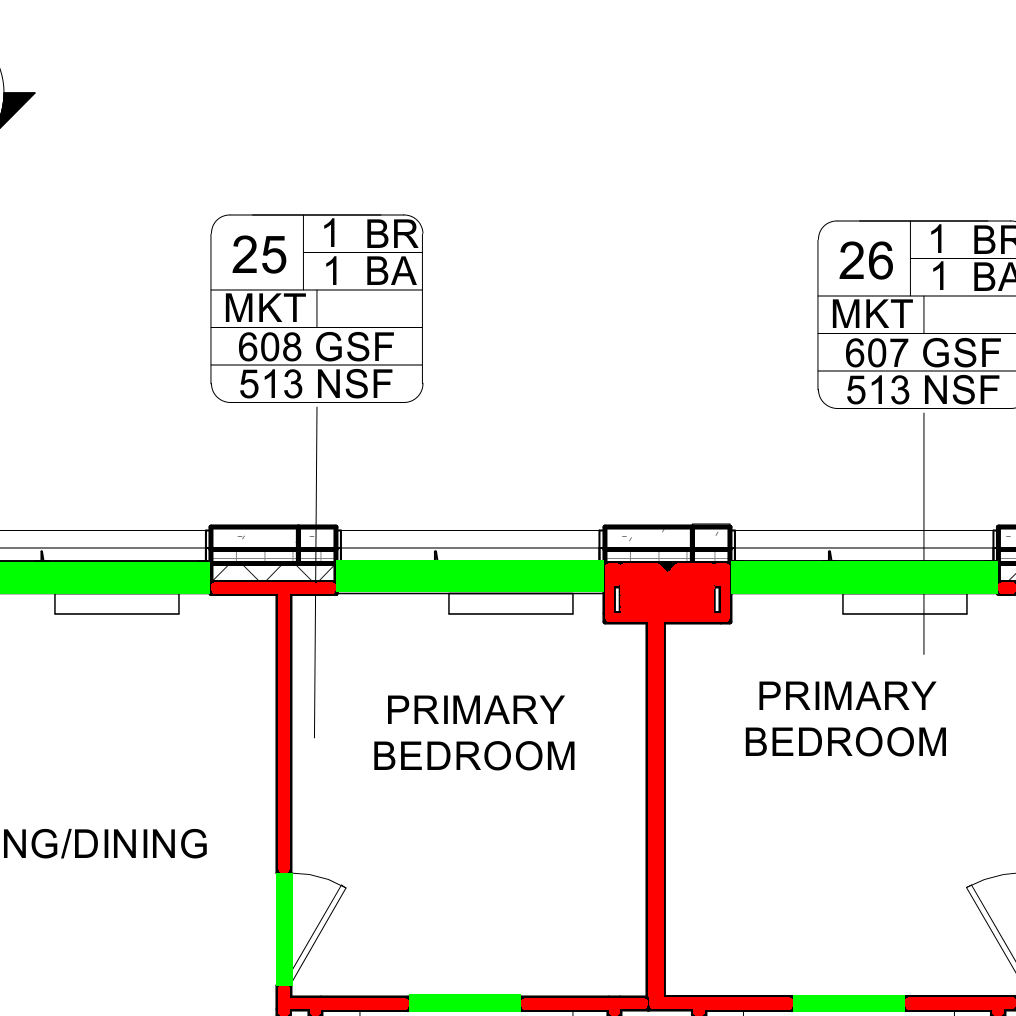 25
1 BR
1 BA
MKT
608 GSF
513 NSF
26
1 BR
1 BA
MKT
607 GSF
513 NSF
PRIMARY
BEDROOM
PRIMARY
BEDROOM
NG/DINING